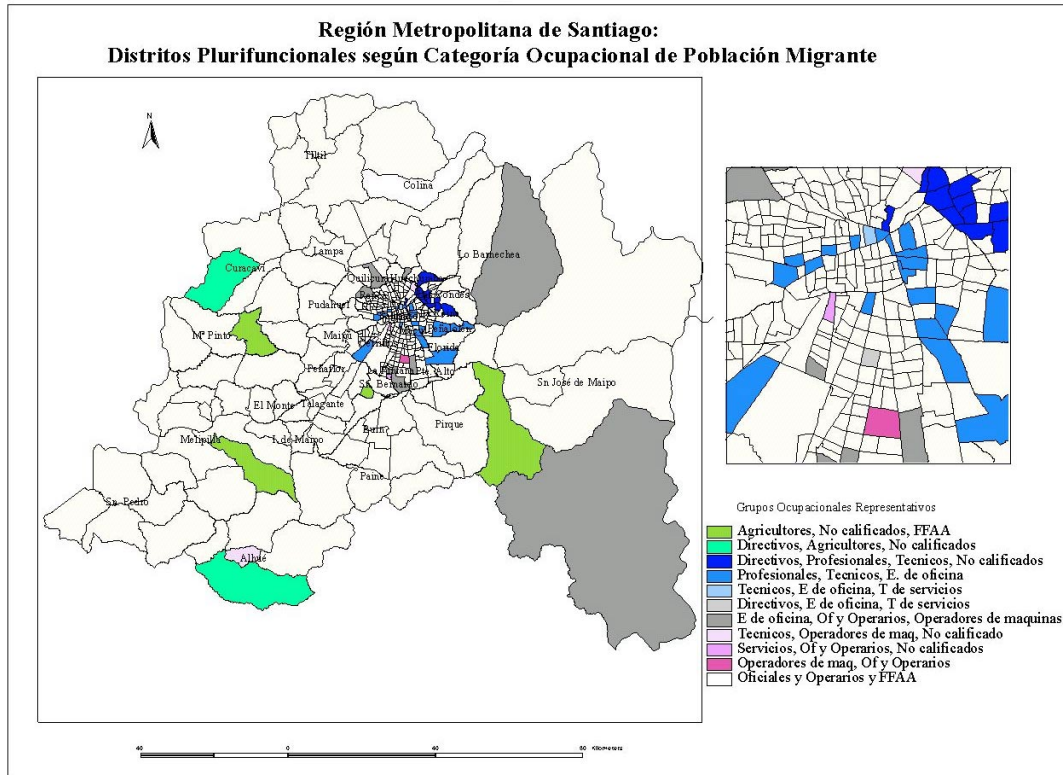 Región Metropolitana de Santiago:
Distritos Plurifuncionales según Categoría Ocupacional de Población Migrante
N
Tiltil
Colina
Lo Barnechea
Lampa
Curacaví
Quilicura
Pudahuel
Mª Pinto
Maipú
Peñalolén
Florida
Peñaflor
La Pintana
Pte. Alto
Sn. Bernardo
Sn José de Maipo
El Monte
Talagante
Pirque
Buin
Melipilla
I. de Maipo
Paine
Sn. Pedro
Alhué
Grupos Ocupacionales Representativos
Agricultores, No calificados, FFAA
Directivos, Agricultores, No calificados
Directivos, Profesionales, Tecnicos, No calificados
Profesionales, Tecnicos, E. de oficina
Tecnicos, E de oficina, T de servicios
Directivos, E de oficina, T de servicios
E de oficina, Of y Operarios, Operadores de maquinas
Tecnicos, Operadores de maq, No calificado
Servicios, Of y Operarios, No calificados
Operadores de maq, Of y Operarios
Oficiales y Operarios y FFAA
40 0 40 80 Kilometers